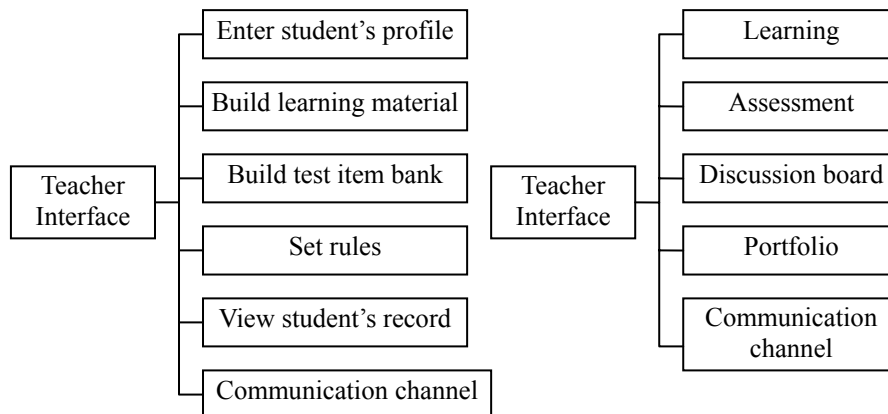 Enter student’s profile
Build learning material
Teacher
Interface
Build test item bank
Set rules
View student’s record
Communication channel
Learning
Assessment
Teacher
Interface
Discussion board
Portfolio
Communication
channel